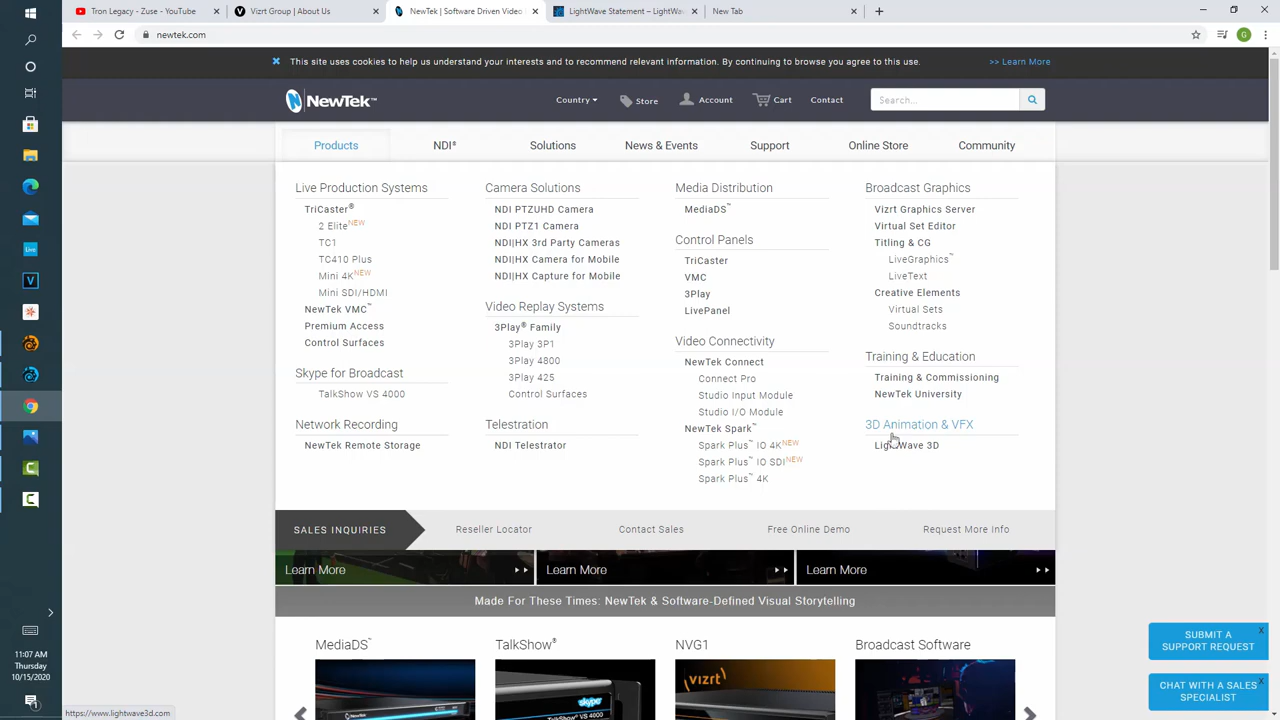 Tron Legacy - Zuse - YouTube
Vizrt Group | About Us
NewTek | Software Driven Video
LightWave Statement – LightWa
New Tab
newtek.com
This site uses cookies to help us understand your interests and to recommend relevant information. By continuing to browse you agree to this use.
>> Learn More
NewTek™
Country
Store
Account
Cart
Contact
Search...
Products
NDI®
Solutions
News & Events
Support
Online Store
Community
Live Production Systems
TriCaster®
2 Elite NEW
TC1
TC410 Plus
Mini 4K NEW
Mini SDI/HDMI
NewTek VMC™
Premium Access
Control Surfaces
Skype for Broadcast
TalkShow VS 4000
Network Recording
NewTek Remote Storage
Camera Solutions
NDI PTZUHD Camera
NDI PTZ1 Camera
NDI|HX 3rd Party Cameras
NDI|HX Camera for Mobile
NDI|HX Capture for Mobile
Video Replay Systems
3Play® Family
3Play 3P1
3Play 4800
3Play 425
Control Surfaces
Telestration
NDI Telestrator
Media Distribution
MediaDS™
Control Panels
TriCaster
VMC
3Play
LivePanel
Video Connectivity
NewTek Connect
Connect Pro
Studio Input Module
Studio I/O Module
NewTek Spark™
Spark Plus™ IO 4K NEW
Spark Plus™ IO SDI NEW
Spark Plus™ 4K
Broadcast Graphics
Vizrt Graphics Server
Virtual Set Editor
Titling & CG
LiveGraphics™
LiveText
Creative Elements
Virtual Sets
Soundtracks
Training & Education
Training & Commissioning
NewTek University
3D Animation & VFX
LightWave 3D
SALES INQUIRIES
Reseller Locator
Contact Sales
Free Online Demo
Request More Info
Learn More
Learn More
Learn More
Made For These Times: NewTek & Software-Defined Visual Storytelling
MediaDS™
TalkShow®
NVG1
Broadcast Software
NewTek
skype
TalkShow VS 4000
vizrt
SUBMIT A
SUPPORT REQUEST
X
CHAT WITH A SALES
SPECIALIST
X
Live
V
G
11:07 AM
Thursday
10/15/2020
1
https://www.lightwave3d.com